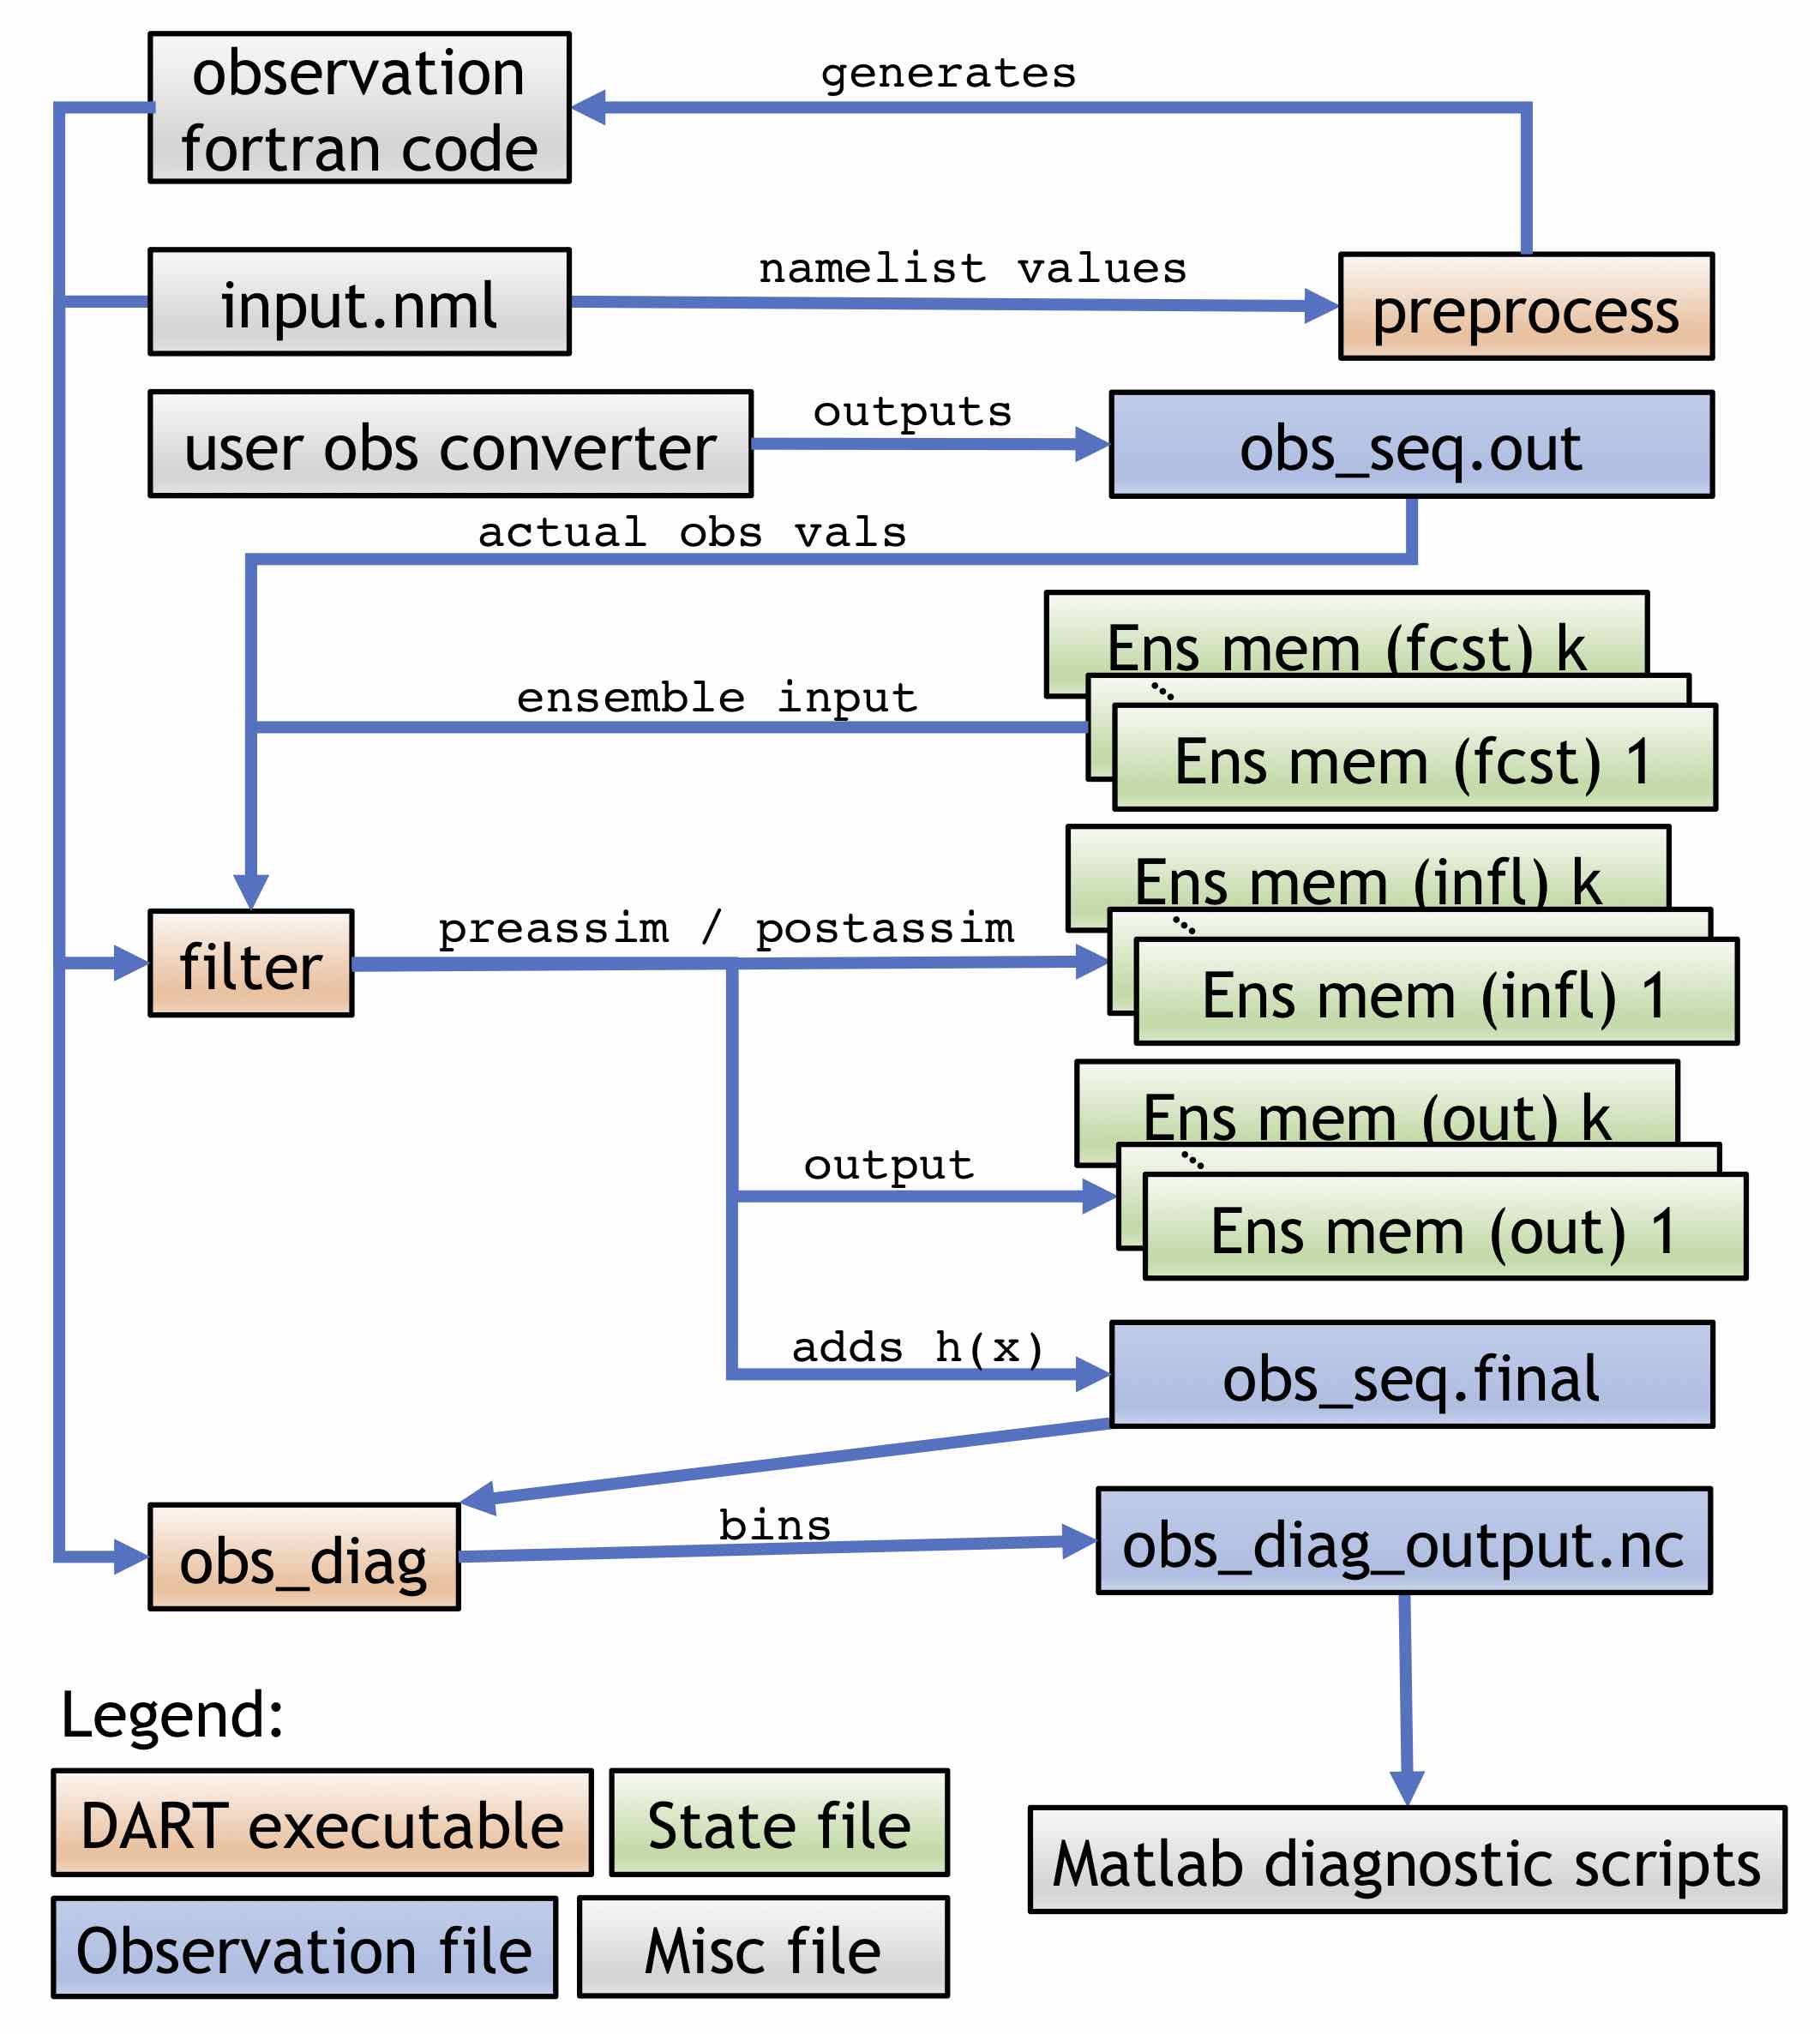 observation
fortran code
generates
input.nml
namelist values
preprocess
user obs converter
outputs
obs_seq.out
actual obs vals
Ens mem (fcst) k
ensemble input
Ens mem (fcst) 1
Ens mem (infl) k
filter
preassim / postassim
Ens mem (infl) 1
Ens mem (out) k
output
Ens mem (out) 1
adds h(x)
obs_seq.final
obs_diag
bins
obs_diag_output.nc
Legend:
DART executable
State file
Matlab diagnostic scripts
Observation file
Misc file